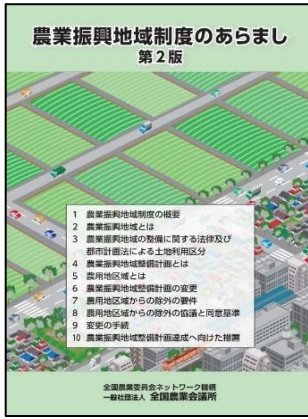 農業振興地域制度のあらまし
第2版
1 農業振興地域制度の概要
2 農業振興地域とは
3 農業振興地域の整備に関する法律及び
都市計画法による土地利用区分
4 農業振興地域整備計画とは
5 農用地区域とは
6 農業振興地域整備計画の変更
7 農用地区域からの除外の要件
8 農用地区域からの除外の協議と同意基準
9 変更の手続
10 農業振興地域整備計画達成へ向けた措置
全国農業委員会ネットワーク機構
一般社団法人 全国農業会議所